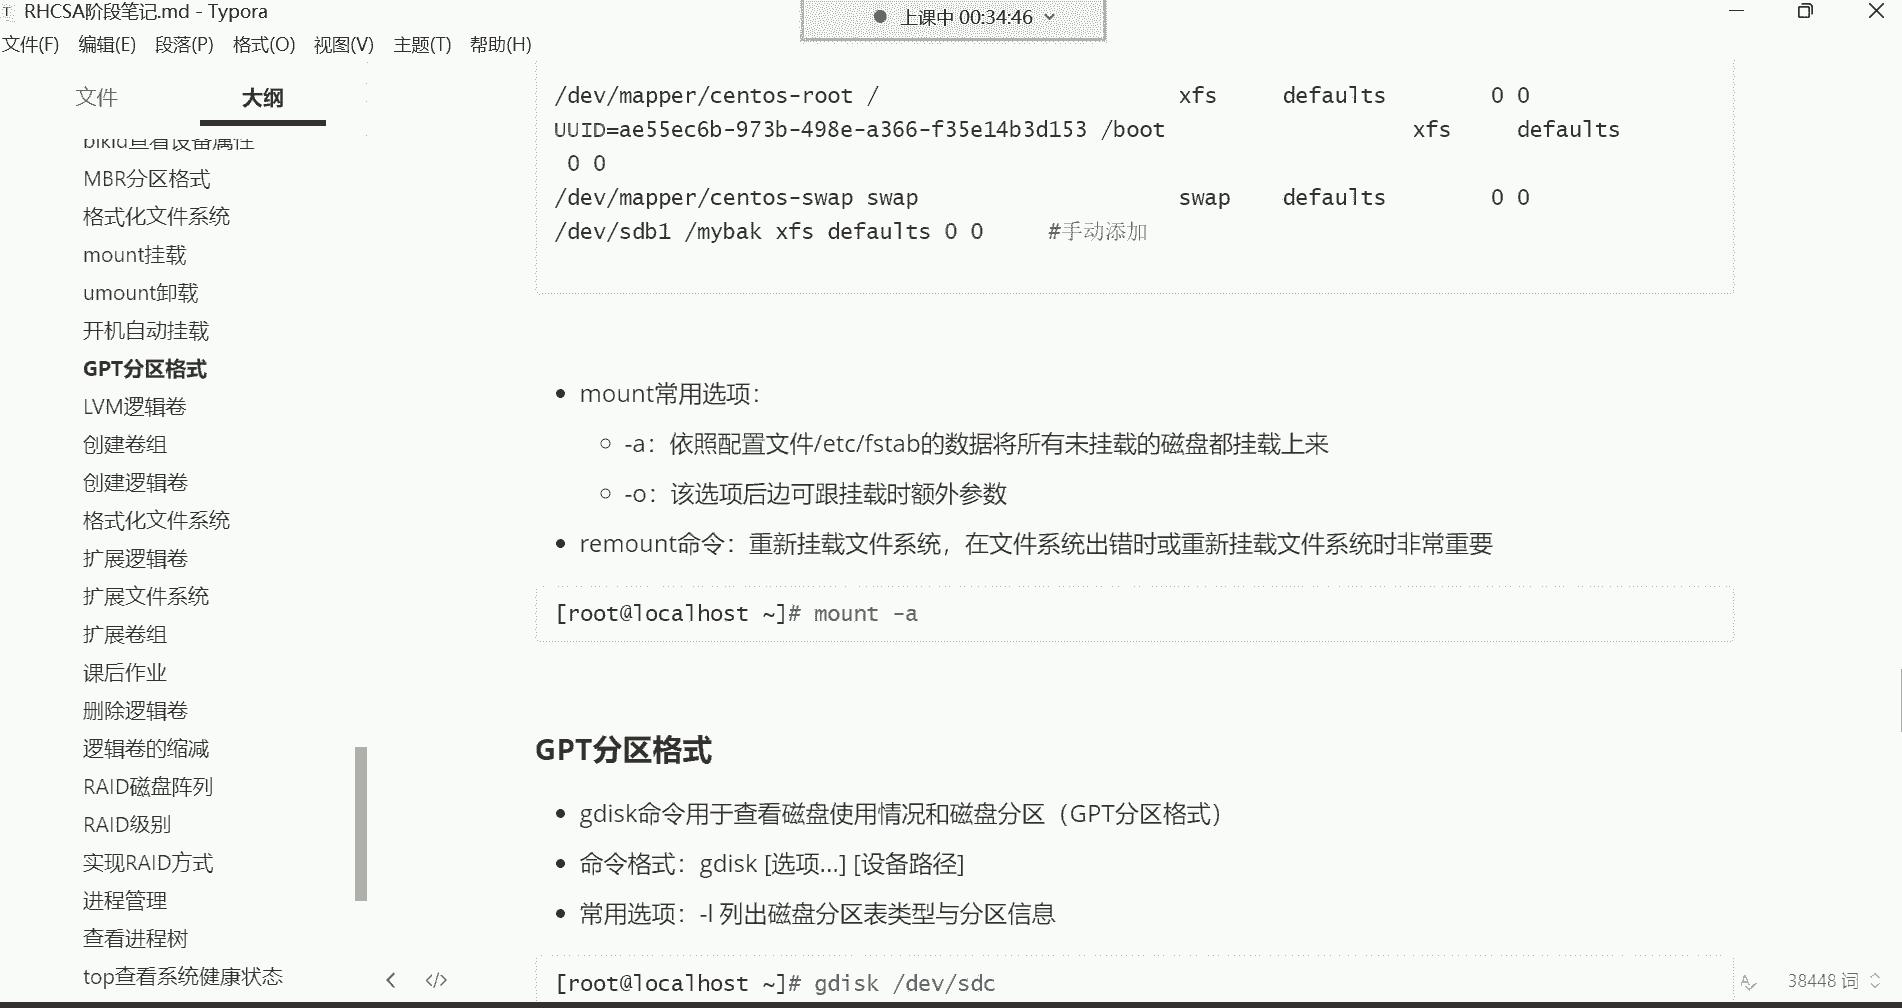 RHCSA阶段笔记.md - Typora
上课中 00:34:46
文件(F) 编辑(E) 段落(P) 格式(O) 视图(V) 主题(T) 帮助(H)
文件 大纲
blkid查看设备属性
MBR分区格式
格式化文件系统
mount挂载
umount卸载
开机自动挂载
GPT分区格式
LVM逻辑卷
创建卷组
创建逻辑卷
格式化文件系统
扩展逻辑卷
扩展文件系统
扩展卷组
课后作业
删除逻辑卷
逻辑卷的缩减
RAID磁盘阵列
RAID级别
实现RAID方式
进程管理
查看进程树
top查看系统健康状态
/dev/mapper/centos-root / xfs defaults 0 0
UUID=ae55ec6b-973b-498e-a366-f35e14b3d153 /boot xfs defaults
0 0
/dev/mapper/centos-swap swap swap defaults 0 0
/dev/sdb1 /mybak xfs defaults 0 0 #手动添加
mount常用选项：
-a：依照配置文件/etc/fstab的数据将所有未挂载的磁盘都挂载上来
-o：该选项后边可跟挂载时额外参数
remount命令：重新挂载文件系统，在文件系统出错时或重新挂载文件系统时非常重要
[root@localhost ~]# mount -a
GPT分区格式
gdisk命令用于查看磁盘使用情况和磁盘分区（GPT分区格式）
命令格式：gdisk [选项...] [设备路径]
常用选项：-l 列出磁盘分区表类型与分区信息
[root@localhost ~]# gdisk /dev/sdc
38448 词